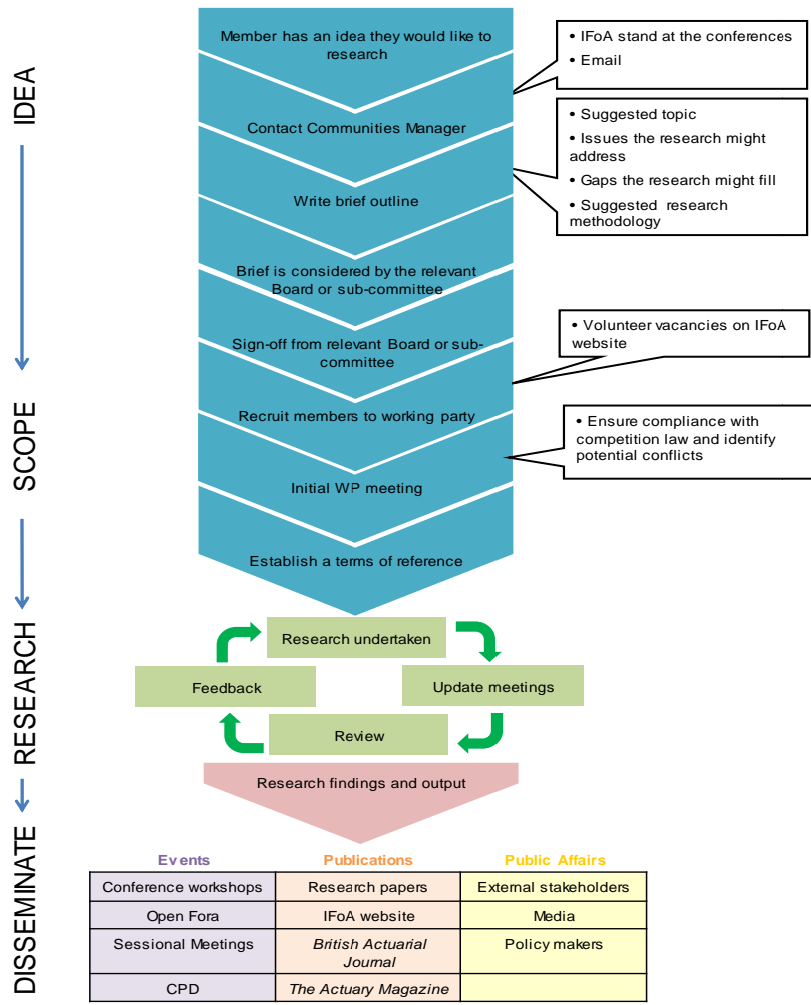 IDEA
SCOPE
RESEARCH
DISSEMINATE
Member has an idea they would like to
research
• IFoA stand at the conferences
• Email
Contact Communities Manager
• Suggested topic
• Issues the research might
address
• Gaps the research might fill
• Suggested research
methodology
Write brief outline
Brief is considered by the relevant
Board or sub-committee
Sign-off from relevant Board or sub-
committee
• Volunteer vacancies on IFoA
website
Recruit members to working party
• Ensure compliance with
competition law and identify
potential conflicts
Initial WP meeting
Establish a terms of reference
Research undertaken
Feedback
Update meetings
Review
Research findings and output
Events
Publications
Public Affairs
Conference workshops
Research papers
External stakeholders
Open Fora
IFoA website
Media
Sessional Meetings
British Actuarial
Journal
Policy makers
CPD
The Actuary Magazine